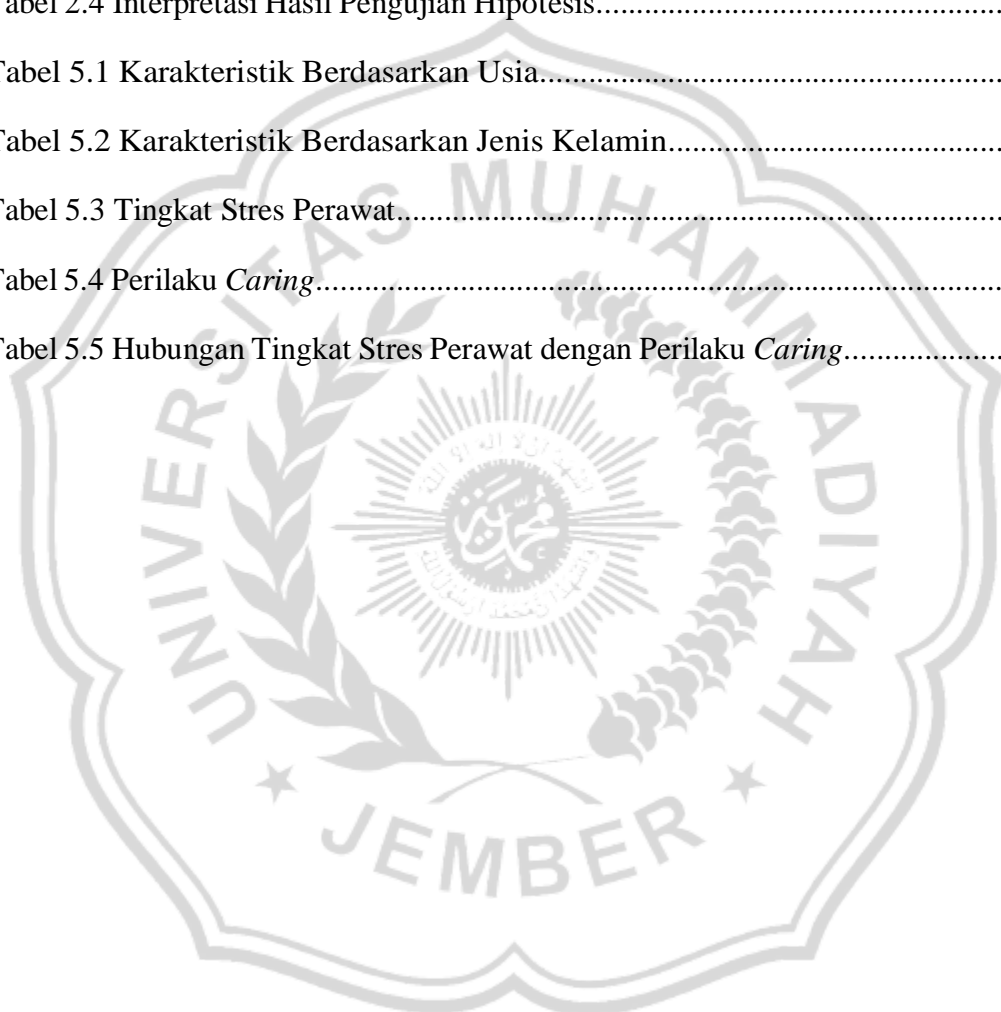 Tabel 2.4 Interpretasi Hasil Pengujian Hipotesis.....................................................
Tabel 5.1 Karakteristik Berdasarkan Usia............................................................
Tabel 5.2 Karakteristik Berdasarkan Jenis Kelamin............................................
Tabel 5.3 Tingkat Stres Perawat..............................................................................
Tabel 5.4 Perilaku Caring........................................................................................
Tabel 5.5 Hubungan Tingkat Stres Perawat dengan Perilaku Caring....................
UNIVERSITAS MUHAMMADIYAH
JEMBER